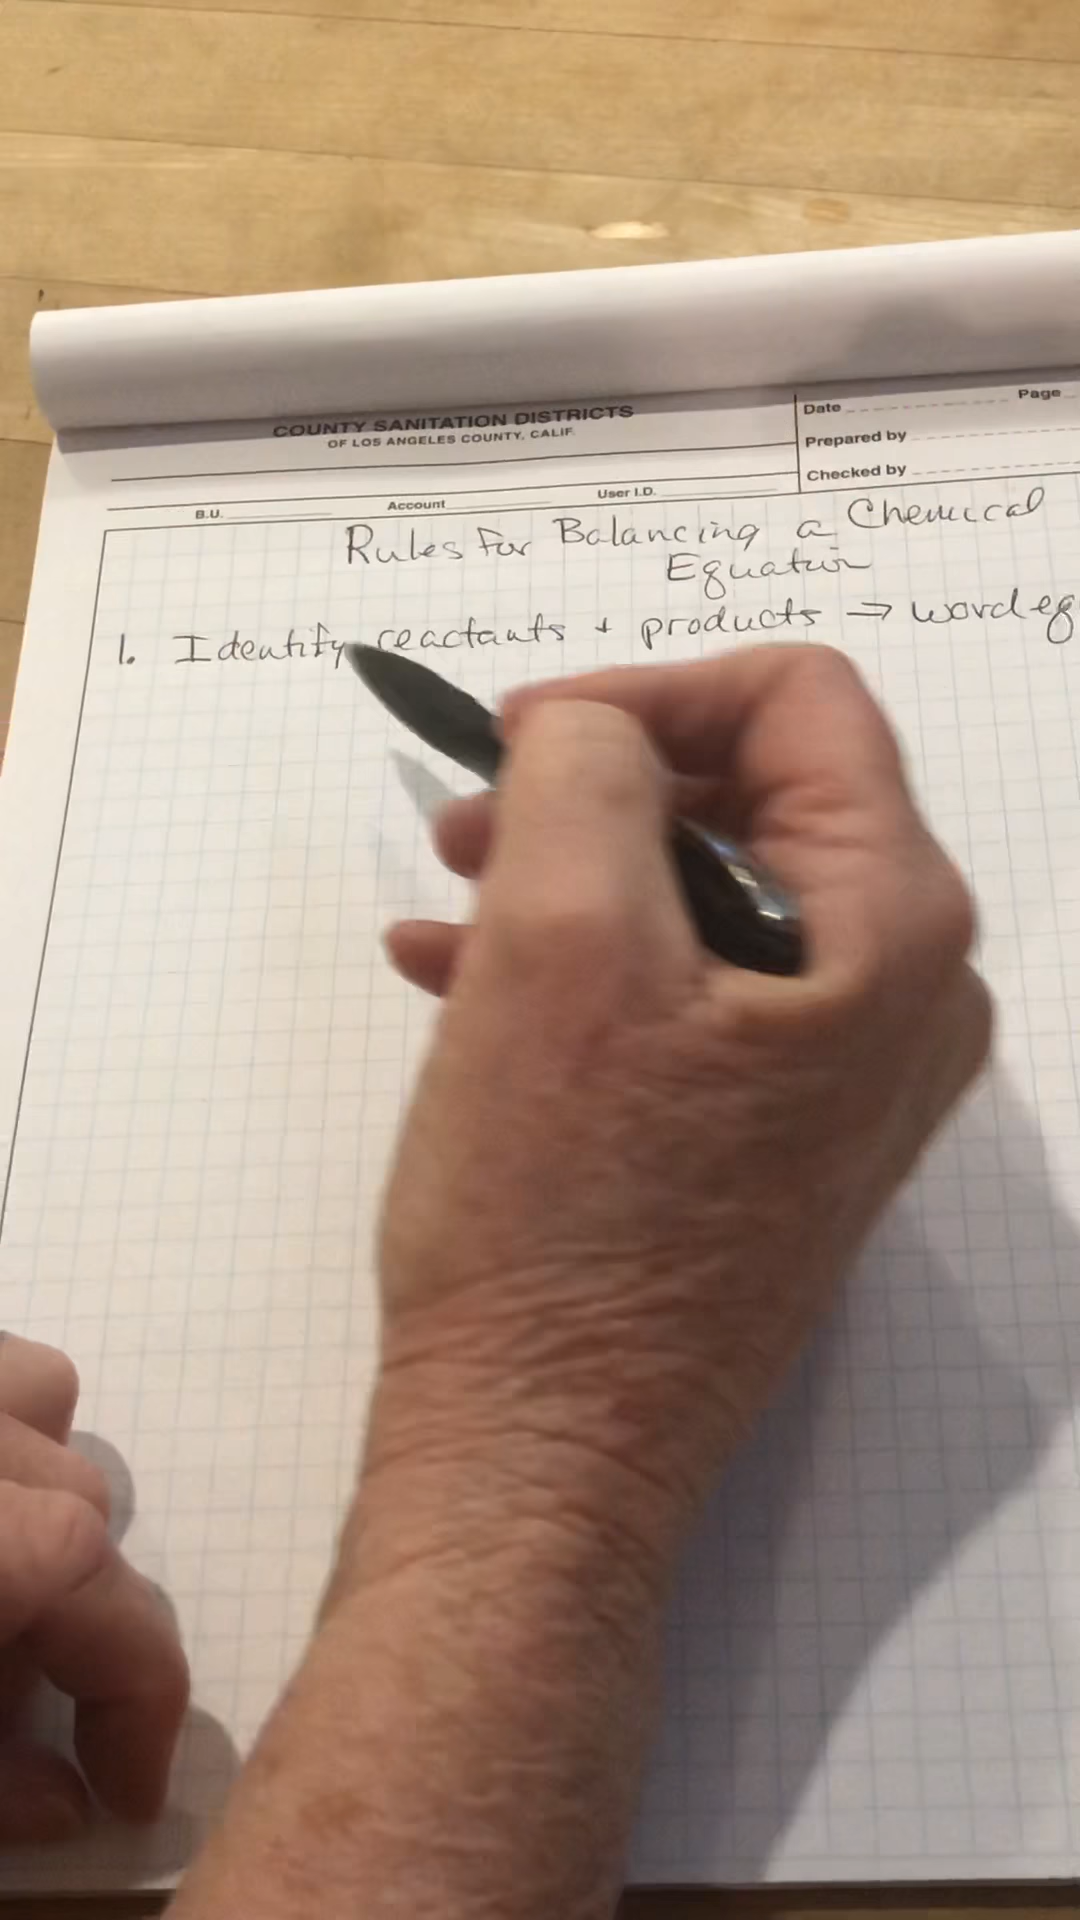 COUNTY SANITATION DISTRICTS
OF LOS ANGELES COUNTY, CALIF.
Date
Page
Prepared by
Checked by
B.U.
Account
User I.D.
Rules for Balancing a Chemical
Equation
1. Identify reactants + products ⇒ word eq